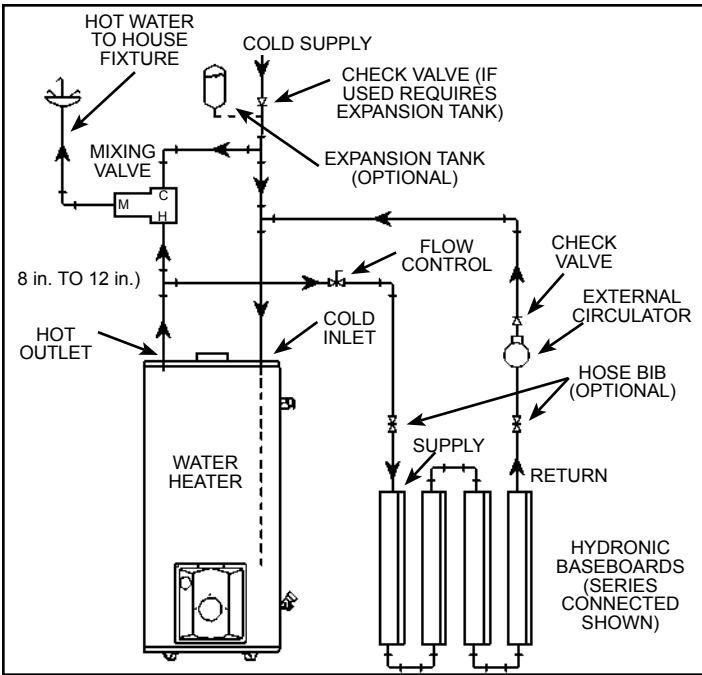 HOT WATER
TO HOUSE
FIXTURE
COLD SUPPLY
CHECK VALVE (IF
USED REQUIRES
EXPANSION TANK)
EXPANSION TANK
(OPTIONAL)
MIXING
VALVE
M
C
H
FLOW
CONTROL
CHECK
VALVE
8 in. TO 12 in.)
EXTERNAL
CIRCULATOR
HOT
OUTLET
COLD
INLET
HOSE BIB
(OPTIONAL)
SUPPLY
WATER
HEATER
RETURN
HYDRONIC
BASEBOARDS
(SERIES
CONNECTED
SHOWN)